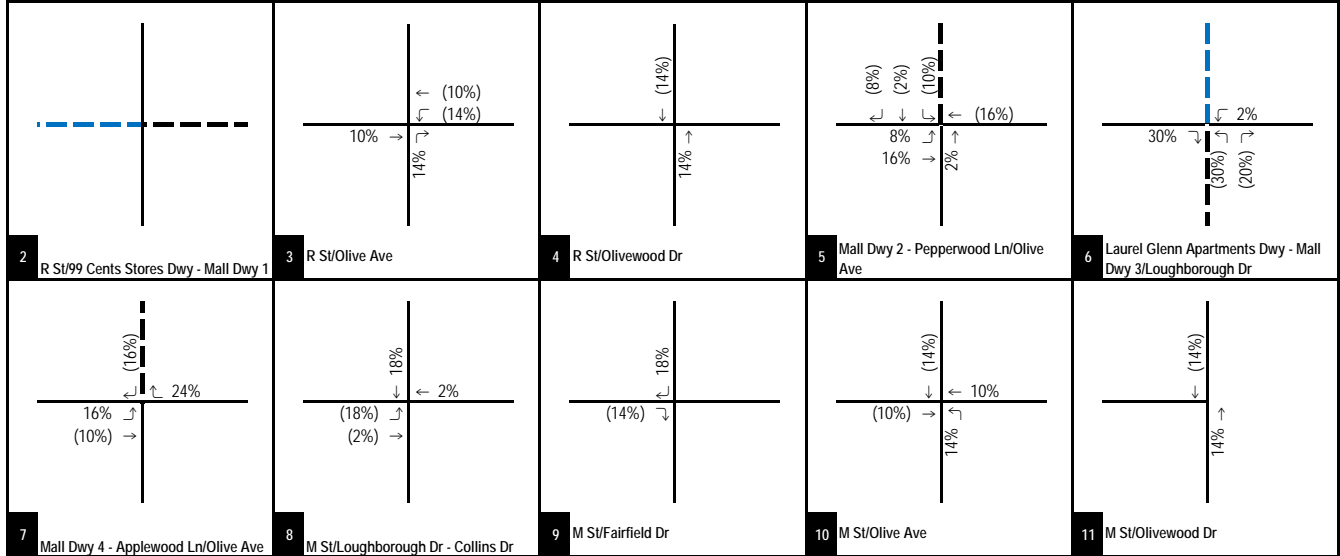 2
R St/99 Cents Stores Dwy - Mall Dwy 1
← (10%)
(14%)
10% →
14%
3
R St/Olive Ave
(14%)
↓
14% →
4
R St/Olivewood Dr
(8%) (2%) (10%)
← (16%)
8%
16% →
2% →
5
Mall Dwy 2 - Pepperwood Ln/Olive
Ave
2%
30%
(30%) (20%)
6
Laurel Glenn Apartments Dwy - Mall
Dwy 3/Loughborough Dr
(16%)
24%
16%
(10%) →
7
Mall Dwy 4 - Applewood Ln/Olive Ave
18%
↓ ← 2%
(18%)
(2%) →
8
M St/Loughborough Dr - Collins Dr
18%
(14%)
9
M St/Fairfield Dr
(14%)
↓ ← 10%
(10%) →
14%
10
M St/Olive Ave
(14%)
↓
14% →
11
M St/Olivewood Dr